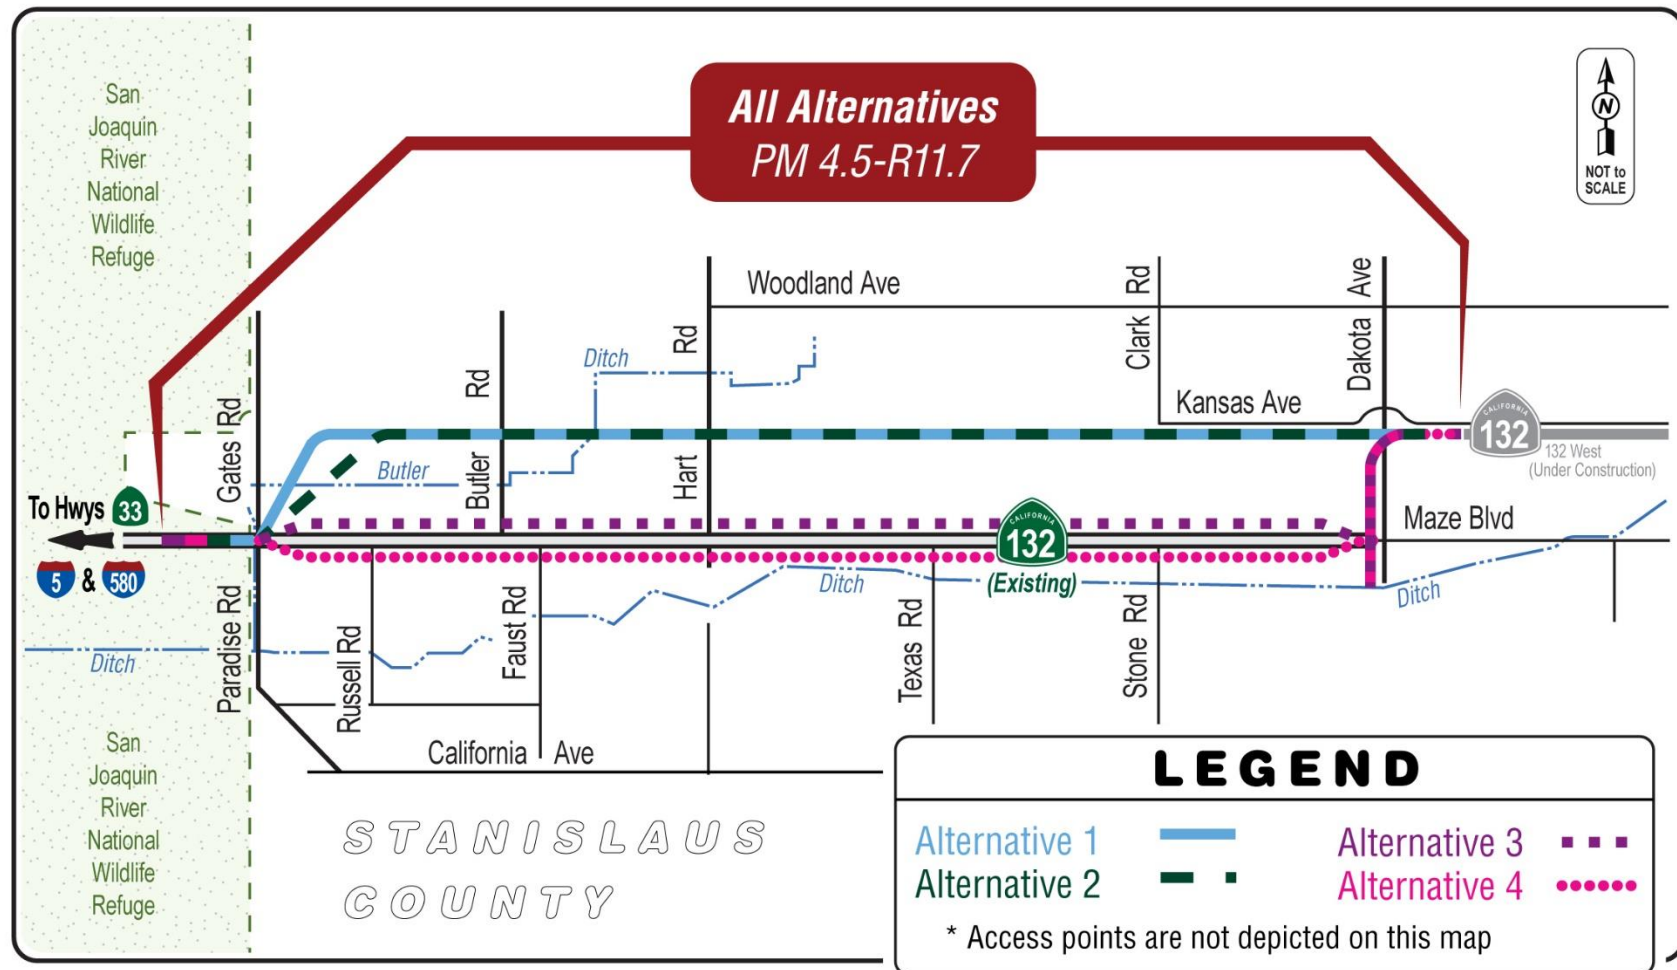 All Alternatives
PM 4.5-R11.7
N
NOT to
SCALE
San
Joaquin
River
National
Wildlife
Refuge
Woodland Ave
Clark Rd
Dakota Ave
Ditch
Hart Rd
Butler Rd
Gates Rd
Kansas Ave
CALIFORNIA
132
132 West
(Under Construction)
Butler
To Hwys 33
5 & 580
CALIFORNIA
132
(Existing)
Maze Blvd
Ditch
Ditch
Ditch
Paradise Rd
Russell Rd
Faust Rd
Texas Rd
Stone Rd
San
Joaquin
River
National
Wildlife
Refuge
California Ave
STANISLAUS
COUNTY
LEGEND
Alternative 1
Alternative 2
Alternative 3
Alternative 4
* Access points are not depicted on this map